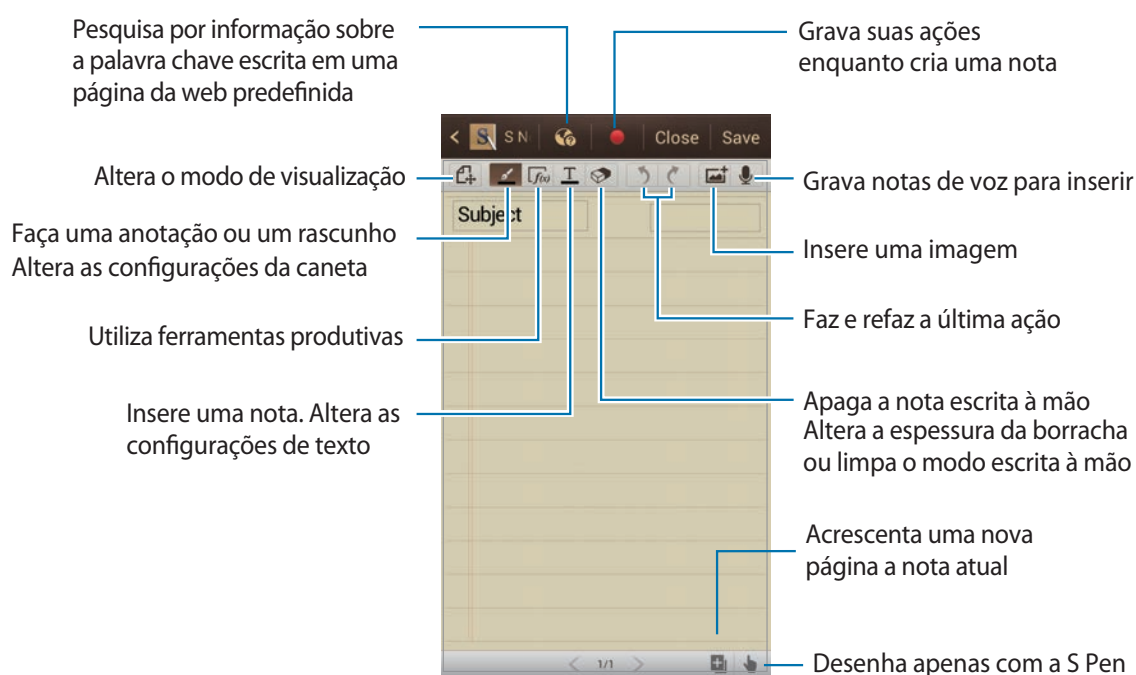 Pesquisa por informação sobre
a palavra chave escrita em uma
página da web predefinida
Grava suas ações
enquanto cria uma nota
S N
Close
Save
Altera o modo de visualização
f(x)
T
Grava notas de voz para inserir
Subject
Faça uma anotação ou um rascunho
Altera as configurações da caneta
Insere uma imagem
Utiliza ferramentas produtivas
Faz e refaz a última ação
Insere uma nota. Altera as
configurações de texto
Apaga a nota escrita à mão
Altera a espessura da borracha
ou limpa o modo escrita à mão
Acrescenta uma nova
página a nota atual
1/1
Desenha apenas com a S Pen